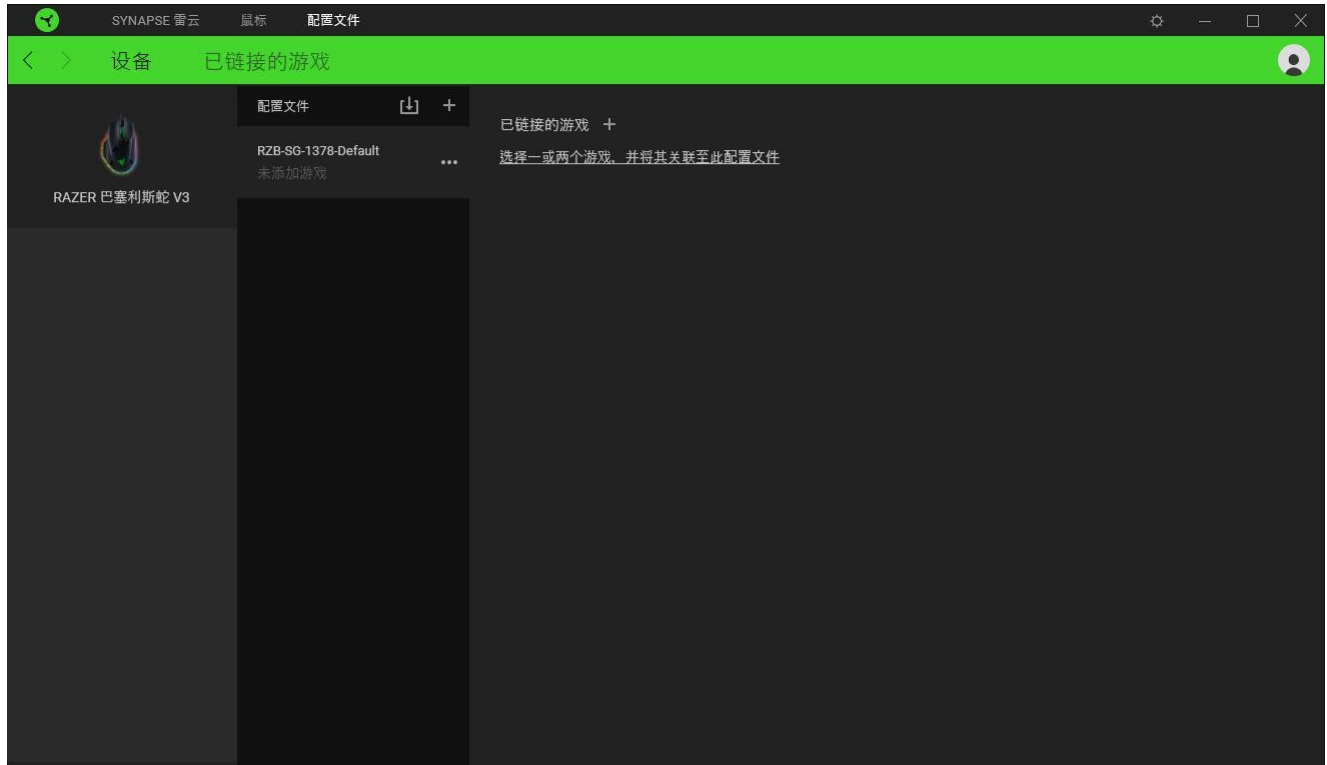 SYNAPSE 雷云 鼠标 配置文件
设备 已链接的游戏
RAZER 巴塞利斯蛇 V3
配置文件
RZB-SG-1378-Default
未添加游戏
已链接的游戏
选择一或两个游戏，并将其关联至此配置文件